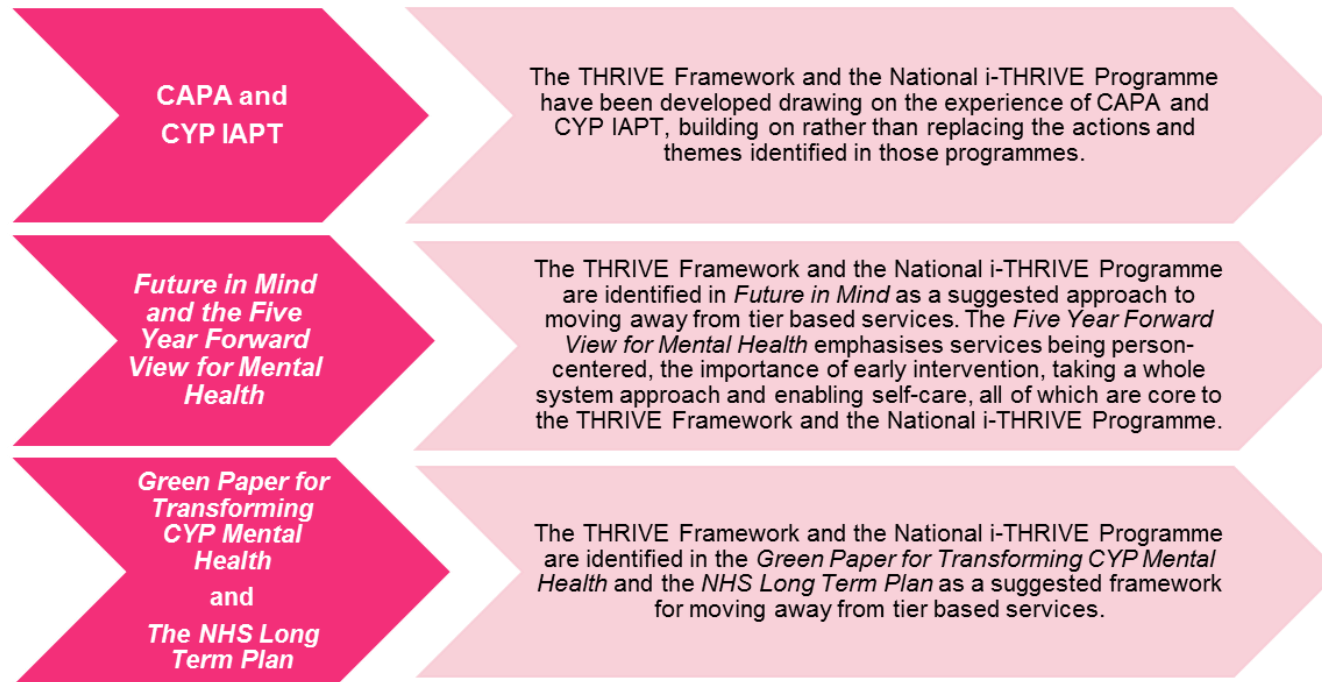 CAPA and
CYP IAPT
The THRIVE Framework and the National i-THRIVE Programme
have been developed drawing on the experience of CAPA and
CYP IAPT, building on rather than replacing the actions and
themes identified in those programmes.
Future in Mind
and the Five
Year Forward
View for Mental
Health
The THRIVE Framework and the National i-THRIVE Programme
are identified in Future in Mind as a suggested approach to
moving away from tier based services. The Five Year Forward
View for Mental Health emphasises services being person-
centered, the importance of early intervention, taking a whole
system approach and enabling self-care, all of which are core to
the THRIVE Framework and the National i-THRIVE Programme.
Green Paper for
Transforming
CYP Mental
Health
and
The NHS Long
Term Plan
The THRIVE Framework and the National i-THRIVE Programme
are identified in the Green Paper for Transforming CYP Mental
Health and the NHS Long Term Plan as a suggested framework
for moving away from tier based services.